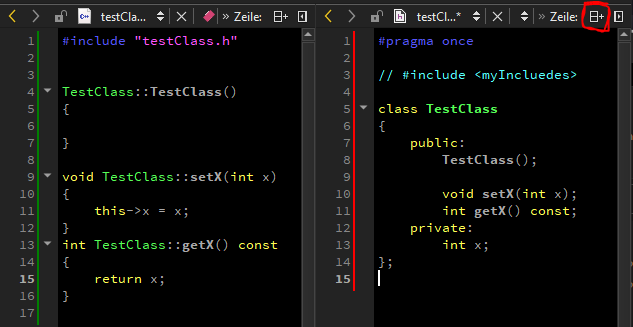 testCla...
» Zeile:
testCl...*
» Zeile:
1 #include "testClass.h"
2
3
4 TestClass::TestClass()
5 {
6
7 }
8
9 void TestClass::setX(int x)
10 {
11     this->x = x;
12 }
13 int TestClass::getX() const
14 {
15     return x;
16 }
17
1 #pragma once
2
3 // #include <myIncluedes>
4
5 class TestClass
6 {
7     public:
8         TestClass();
9
10         void setX(int x);
11         int getX() const;
12     private:
13         int x;
14 };
15